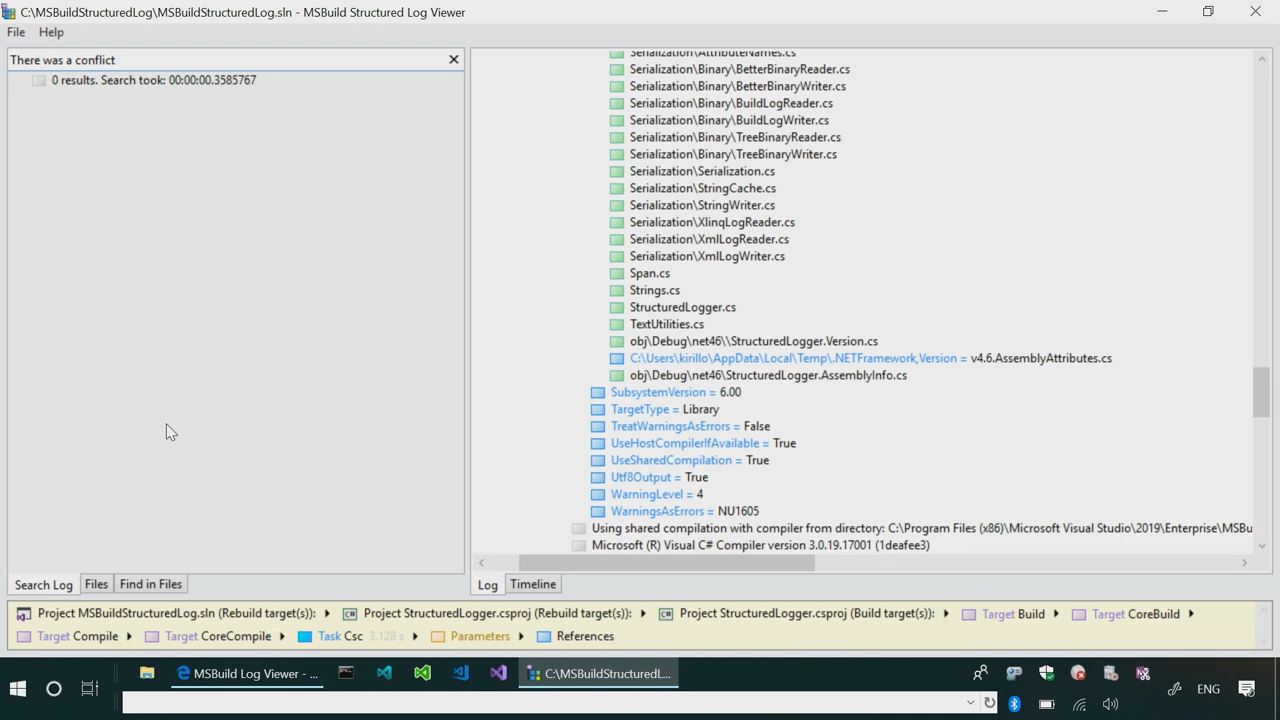 C:\MSBuildStructuredLog\MSBuildStructuredLog.sln - MSBuild Structured Log Viewer
File Help
There was a conflict
0 results. Search took: 00:00:00.3585767
Serialization\AttributeNames.cs
Serialization\Binary\BetterBinaryReader.cs
Serialization\Binary\BetterBinaryWriter.cs
Serialization\Binary\BuildLogReader.cs
Serialization\Binary\BuildLogWriter.cs
Serialization\Binary\TreeBinaryReader.cs
Serialization\Binary\TreeBinaryWriter.cs
Serialization\Serialization.cs
Serialization\StringCache.cs
Serialization\StringWriter.cs
Serialization\XlinqLogReader.cs
Serialization\XmlLogReader.cs
Serialization\XmlLogWriter.cs
Span.cs
Strings.cs
StructuredLogger.cs
TextUtilities.cs
obj\Debug\net46\\StructuredLogger.Version.cs
C:\Users\kirillo\AppData\Local\Temp\.NETFramework,Version = v4.6.AssemblyAttributes.cs
obj\Debug\net46\StructuredLogger.AssemblyInfo.cs
SubsystemVersion = 6.00
TargetType = Library
TreatWarningsAsErrors = False
UseHostCompilerIfAvailable = True
UseSharedCompilation = True
Utf8Output = True
WarningLevel = 4
WarningsAsErrors = NU1605
Using shared compilation with compiler from directory: C:\Program Files (x86)\Microsoft Visual Studio\2019\Enterprise\MSBu
Microsoft (R) Visual C# Compiler version 3.0.19.17001 (1deafee3)
Search Log Files Find in Files
Log Timeline
Project MSBuildStructuredLog.sln (Rebuild target(s)): Project StructuredLogger.csproj (Rebuild target(s)): Project StructuredLogger.csproj (Build target(s)): Target Build Target CoreBuild
Target Compile Target CoreCompile Task Csc 3.128 s Parameters References
MSBuild Log Viewer - ... C:\MSBuildStructuredL...
ENG